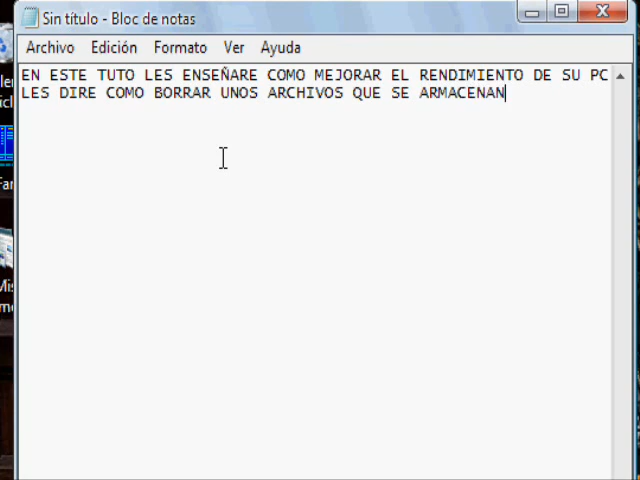 Sin título - Bloc de notas
Archivo Edición Formato Ver Ayuda
EN ESTE TUTO LES ENSEÑARE COMO MEJORAR EL RENDIMIENTO DE SU PC
LES DIRE COMO BORRAR UNOS ARCHIVOS QUE SE ARMACENAN